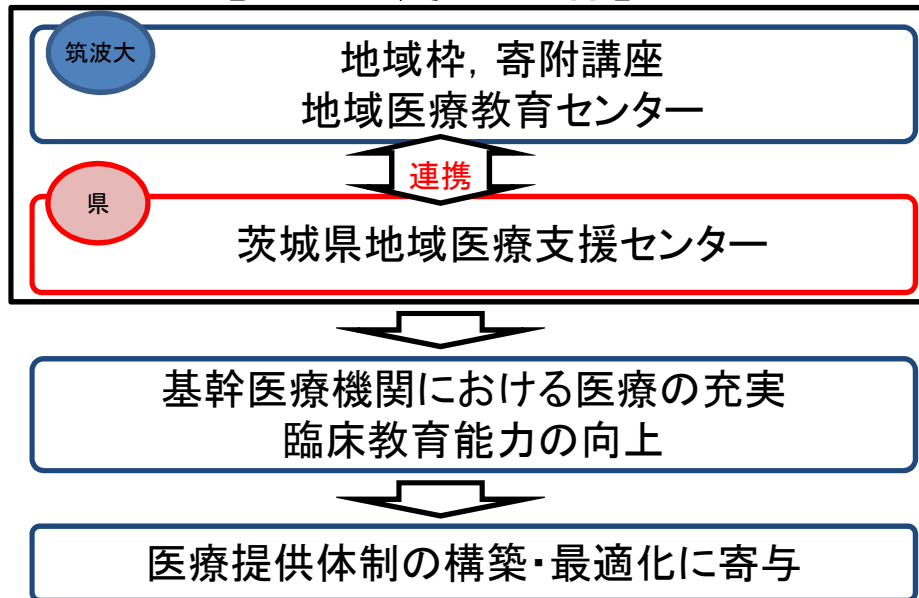 筑波大
地域枠，寄附講座
地域医療教育センター
連携
県
茨城県地域医療支援センター
基幹医療機関における医療の充実
臨床教育能力の向上
医療提供体制の構築・最適化に寄与